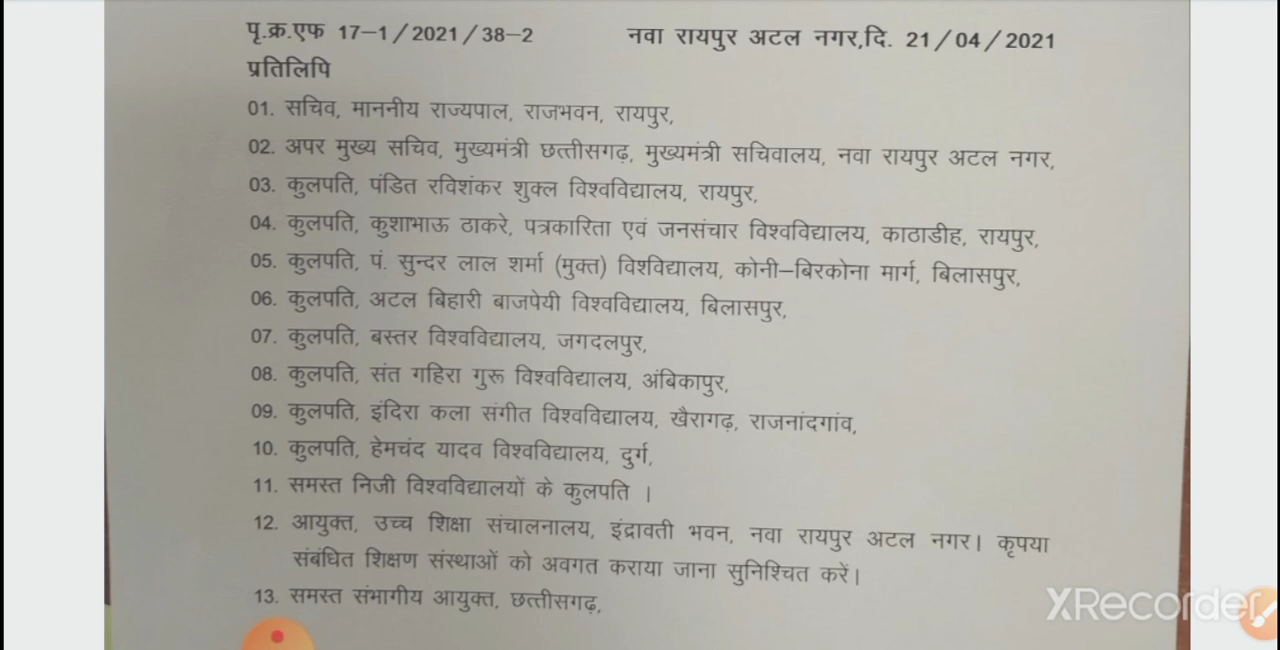 पृ.क्र.एफ 17-1/2021/38-2 नवा रायपुर अटल नगर,दि. 21/04/2021
प्रतिलिपि
01. सचिव, माननीय राज्यपाल, राजभवन, रायपुर,
02. अपर मुख्य सचिव, मुख्यमंत्री छत्तीसगढ़, मुख्यमंत्री सचिवालय, नवा रायपुर अटल नगर,
03. कुलपति, पंडित रविशंकर शुक्ल विश्वविद्यालय, रायपुर,
04. कुलपति, कुशाभाऊ ठाकरे, पत्रकारिता एवं जनसंचार विश्वविद्यालय, काठाडीह, रायपुर,
05. कुलपति, पं. सुन्दर लाल शर्मा (मुक्त) विश्विद्यालय, कोनी-बिरकोना मार्ग, बिलासपुर,
06. कुलपति, अटल बिहारी बाजपेयी विश्वविद्यालय, बिलासपुर,
07. कुलपति, बस्तर विश्वविद्यालय, जगदलपुर,
08. कुलपति, संत गहिरा गुरू विश्वविद्यालय, अंबिकापुर,
09. कुलपति, इंदिरा कला संगीत विश्वविद्यालय, खैरागढ़, राजनांदगांव,
10. कुलपति, हेमचंद यादव विश्वविद्यालय, दुर्ग,
11. समस्त निजी विश्वविद्यालयों के कुलपति ।
12. आयुक्त, उच्च शिक्षा संचालनालय, इंद्रावती भवन, नवा रायपुर अटल नगर। कृपया
संबंधित शिक्षण संस्थाओं को अवगत कराया जाना सुनिश्चित करें।
13. समस्त संभागीय आयुक्त, छत्तीसगढ़,
XRecorder